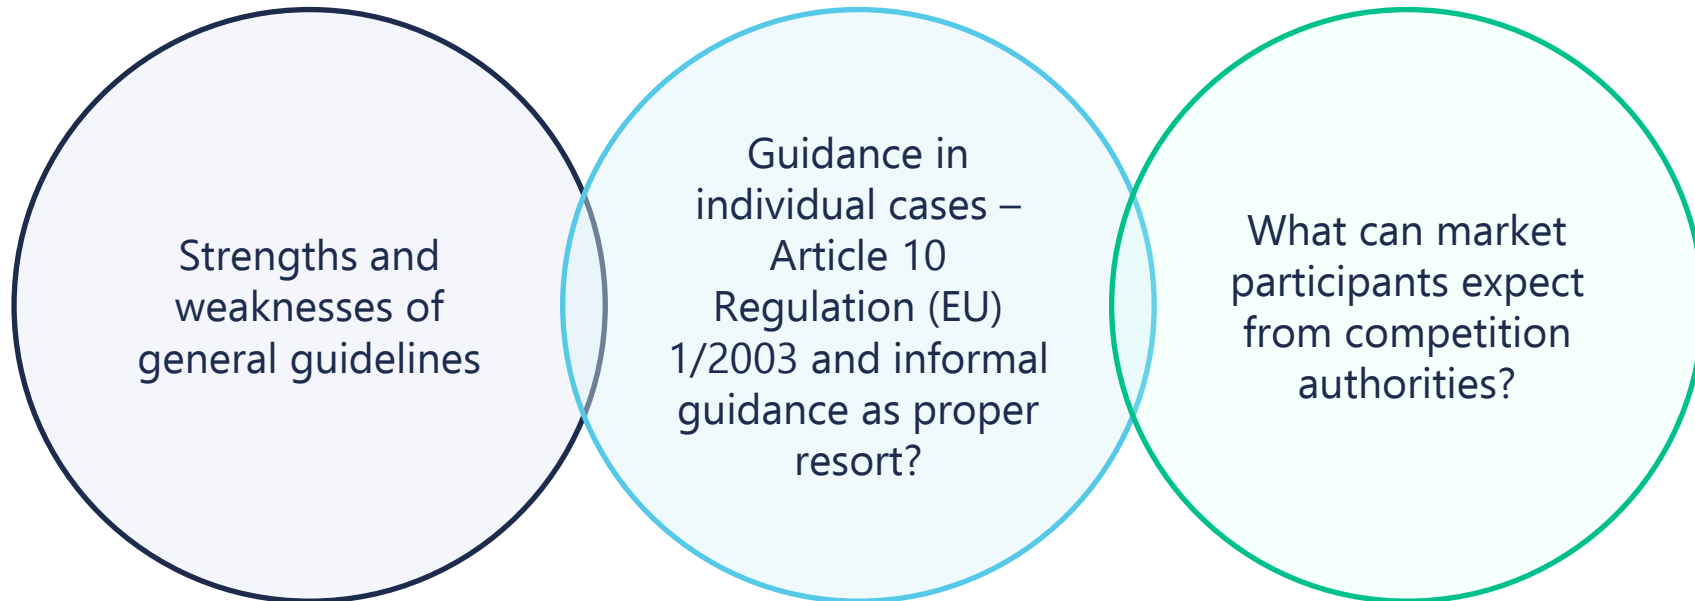 Strengths and
weaknesses of
general guidelines
Guidance in
individual cases –
Article 10
Regulation (EU)
1/2003 and informal
guidance as proper
resort?
What can market
participants expect
from competition
authorities?